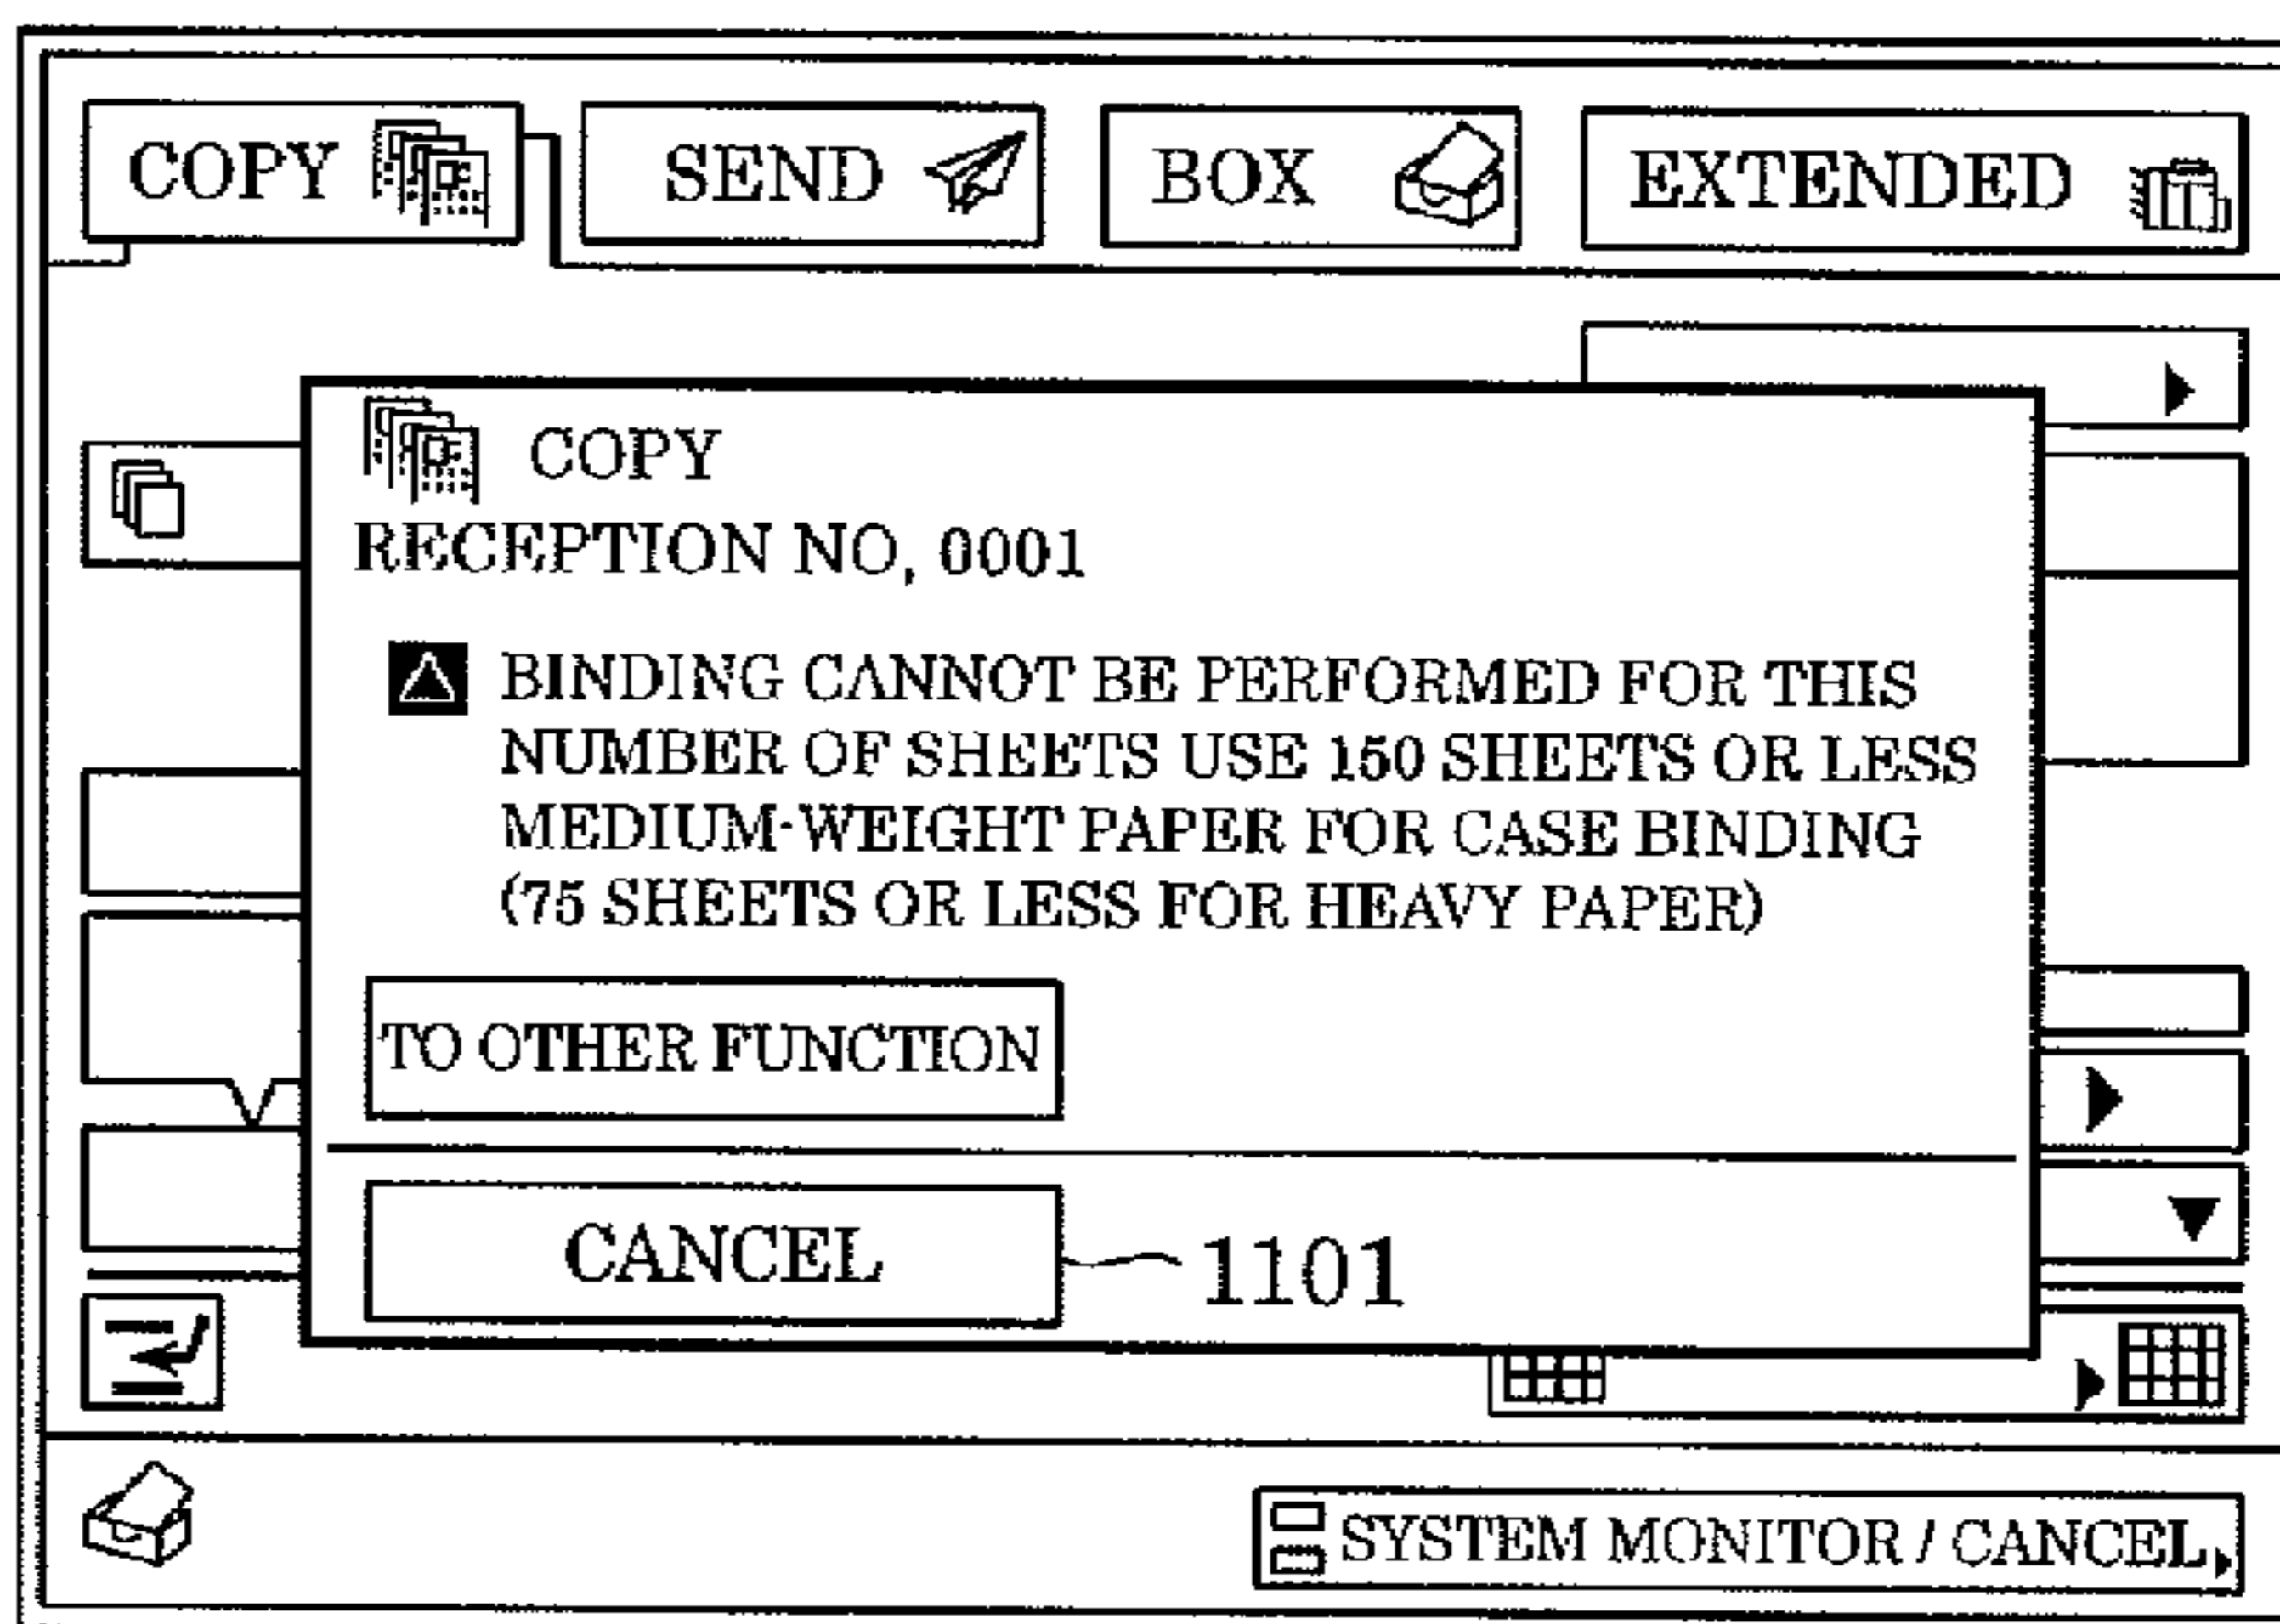 COPY SEND BOX EXTENDED
COPY
RECEPTION NO, 0001
BINDING CANNOT BE PERFORMED FOR THIS
NUMBER OF SHEETS USE 150 SHEETS OR LESS
MEDIUM-WEIGHT PAPER FOR CASE BINDING
(75 SHEETS OR LESS FOR HEAVY PAPER)
TO OTHER FUNCTION
CANCEL 1101
SYSTEM MONITOR / CANCEL